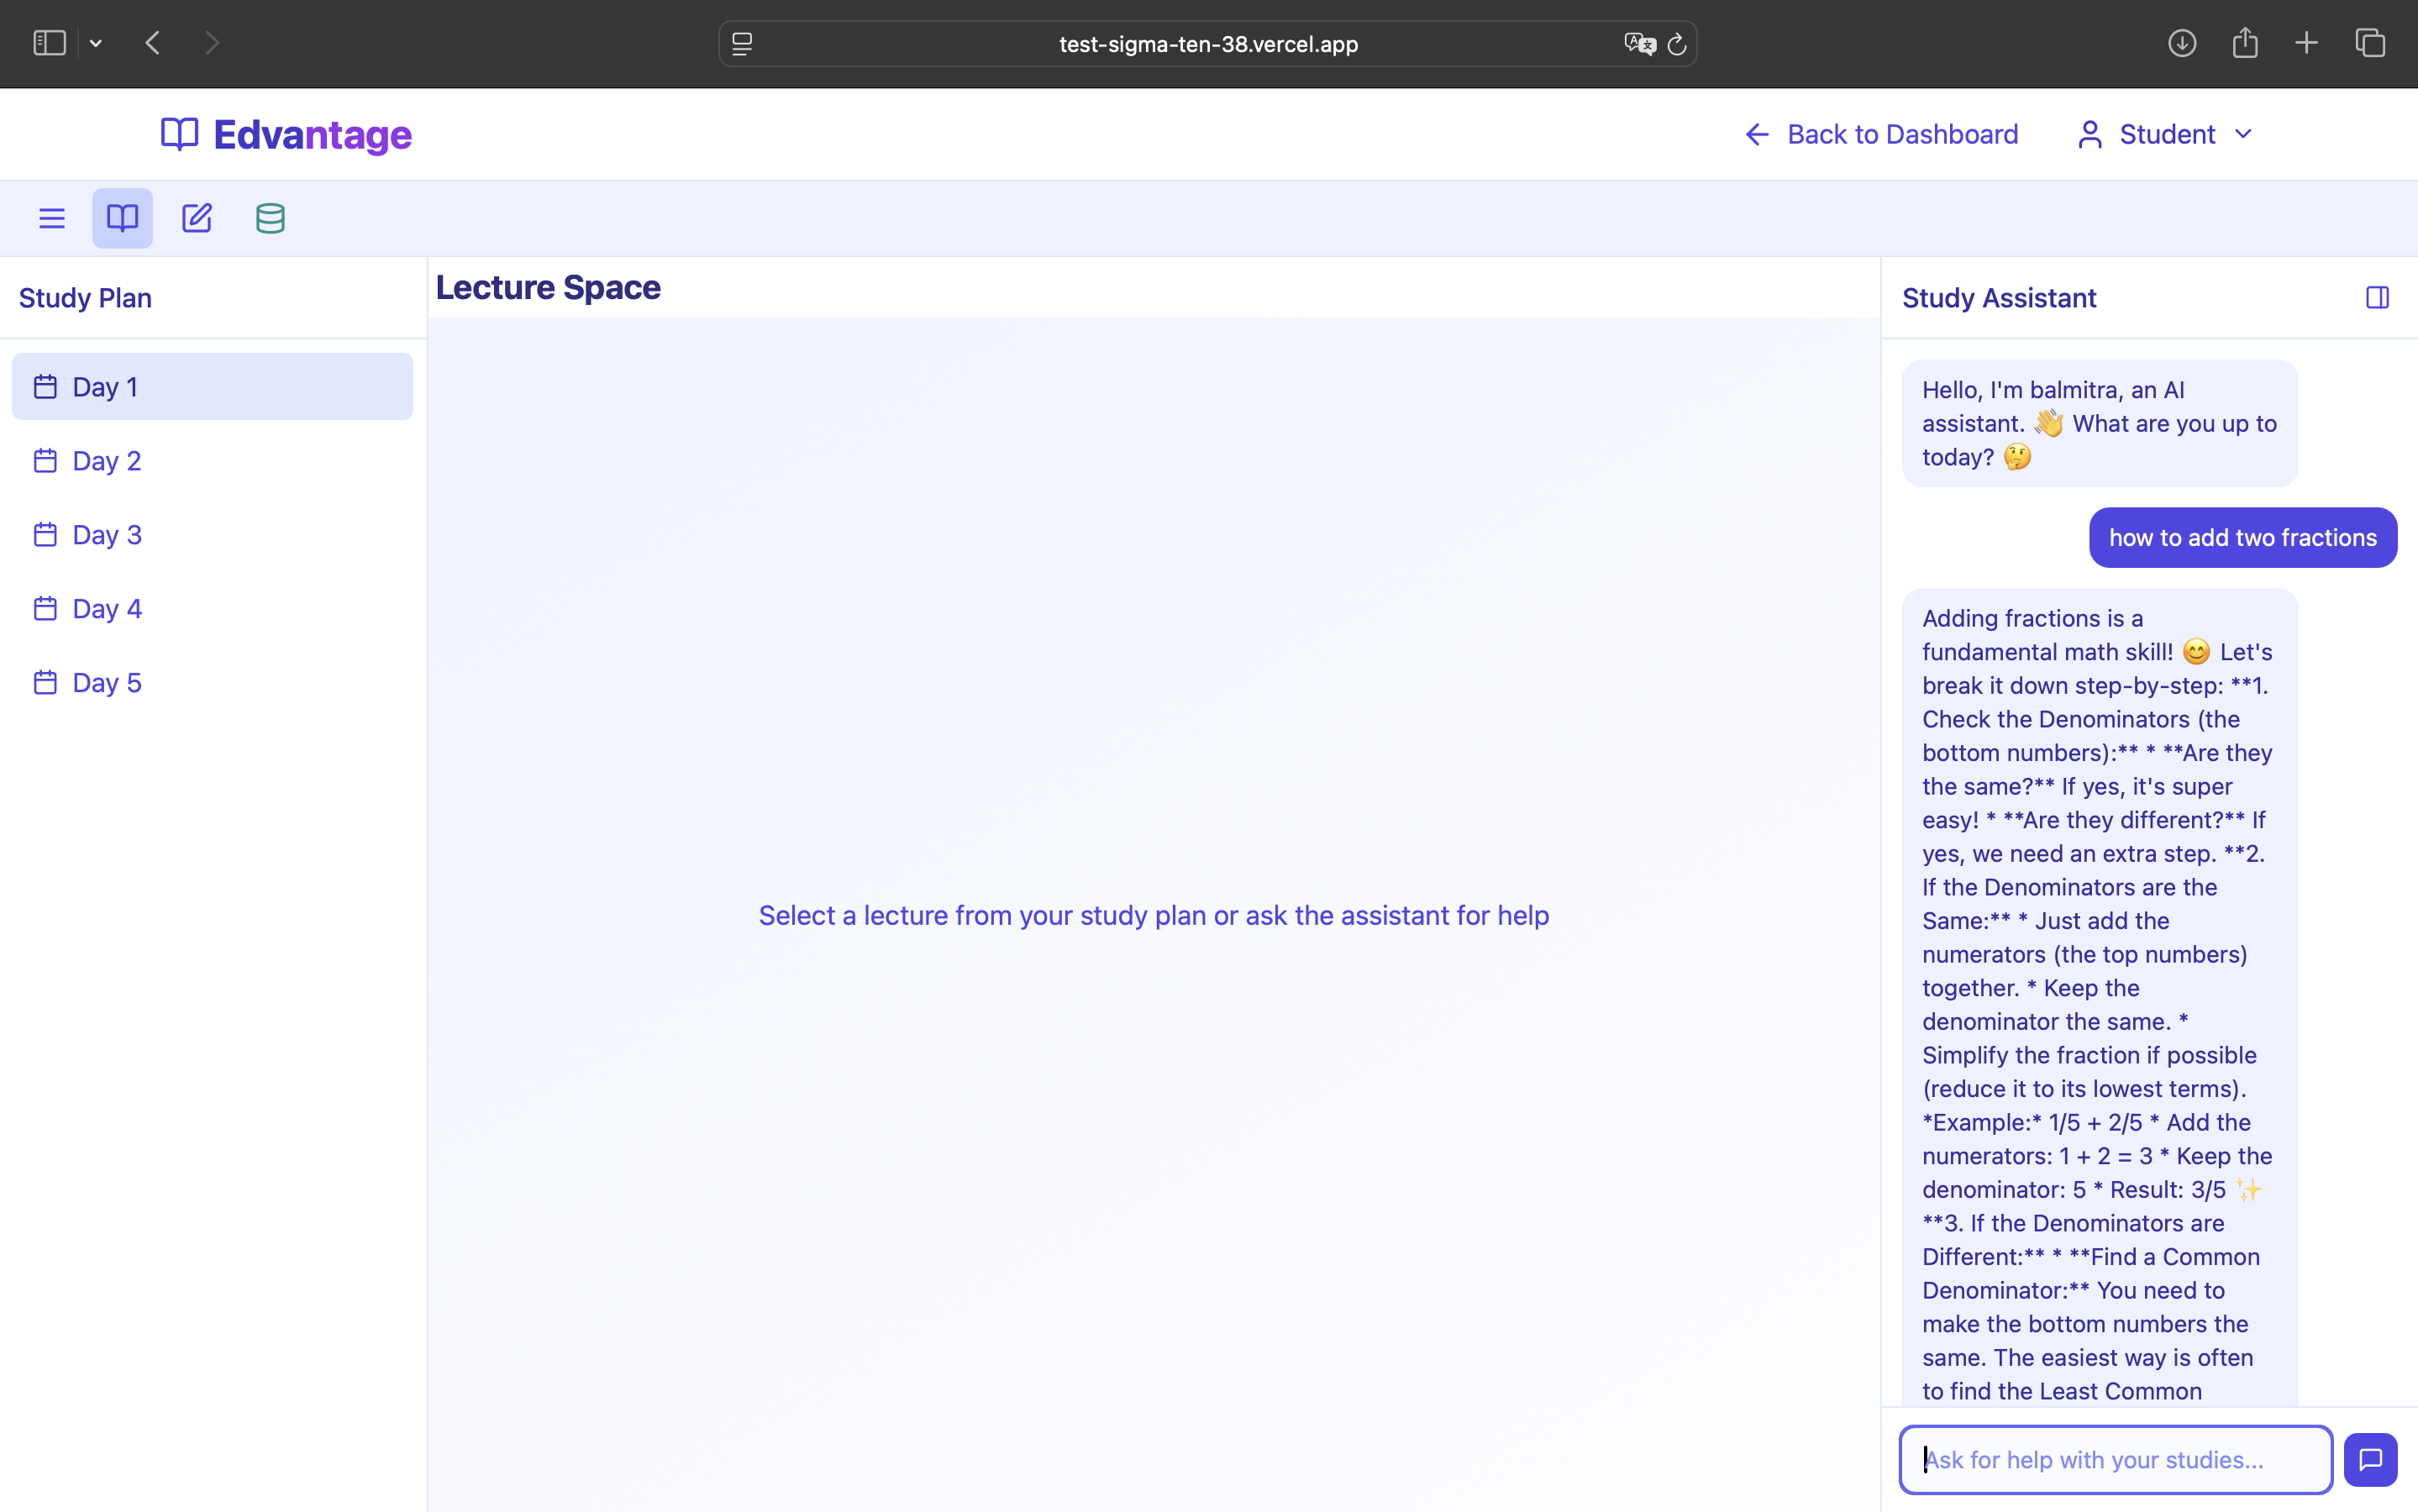 test-sigma-ten-38.vercel.app
Edvantage
Back to Dashboard
Student
Study Plan
Day 1
Day 2
Day 3
Day 4
Day 5
Lecture Space
Select a lecture from your study plan or ask the assistant for help
Study Assistant
Hello, I'm balmitra, an AI
assistant. 👋 What are you up to
today? 🤔
how to add two fractions
Adding fractions is a
fundamental math skill! 😊 Let's
break it down step-by-step: **1.
Check the Denominators (the
bottom numbers):** * **Are they
the same?** If yes, it's super
easy! * **Are they different?** If
yes, we need an extra step. **2.
If the Denominators are the
Same:** * Just add the
numerators (the top numbers)
together. * Keep the
denominator the same. *
Simplify the fraction if possible
(reduce it to its lowest terms).
*Example:* 1/5 + 2/5 * Add the
numerators: 1 + 2 = 3 * Keep the
denominator: 5 * Result: 3/5 ✨
**3. If the Denominators are
Different:** * **Find a Common
Denominator:** You need to
make the bottom numbers the
same. The easiest way is often
to find the Least Common
Ask for help with your studies...